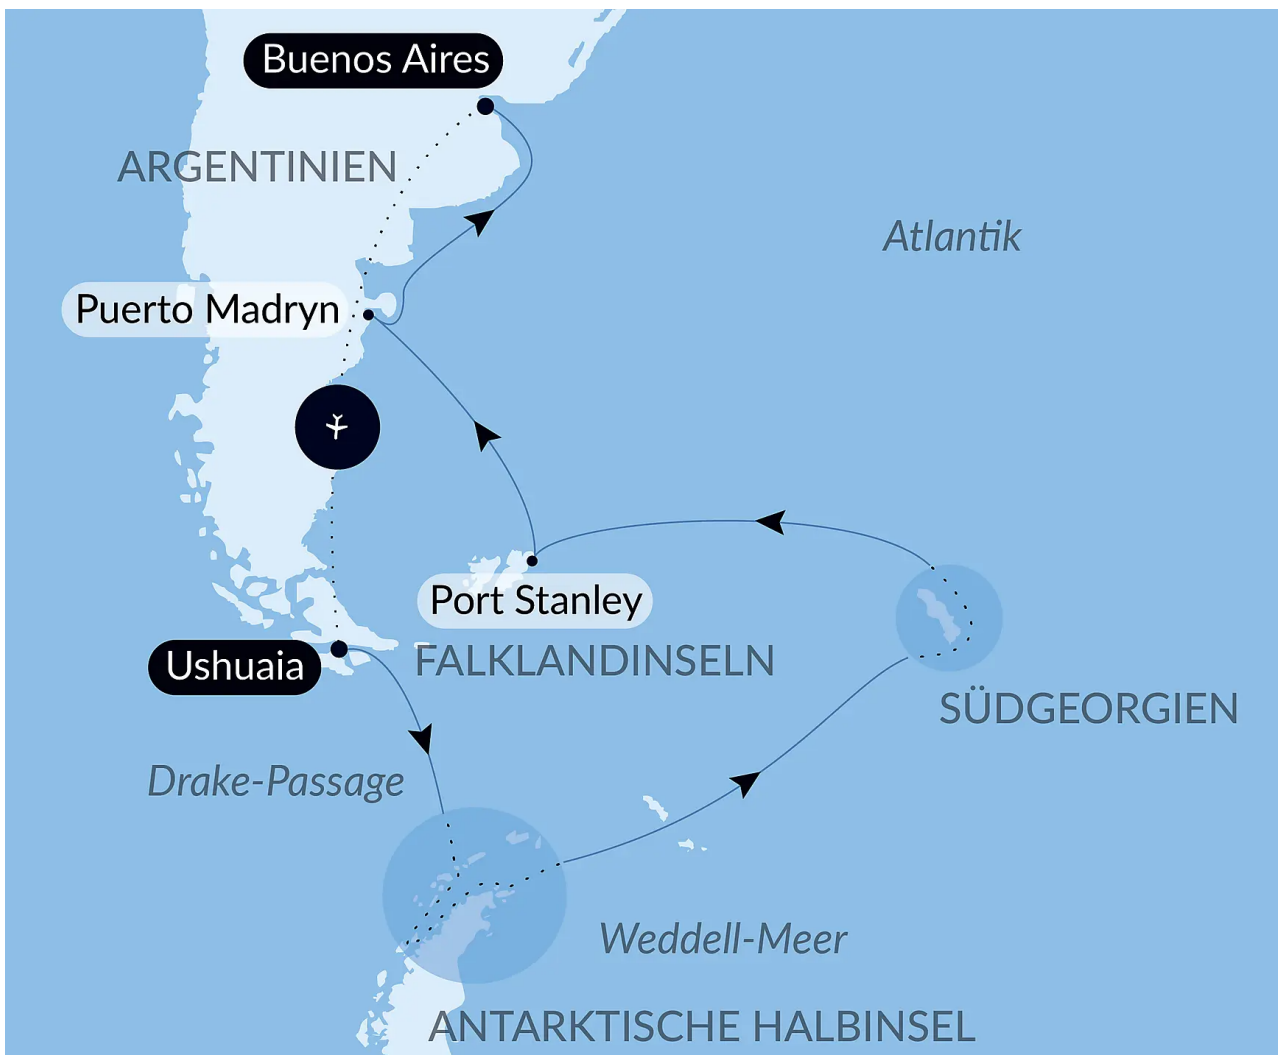 Buenos Aires
ARGENTINIEN
Atlantik
Puerto Madryn
Port Stanley
FALKLANDINSELN
Ushuaia
SÜDGEORGIEN
Drake-Passage
Weddell-Meer
ANTARKTISCHE HALBINSEL